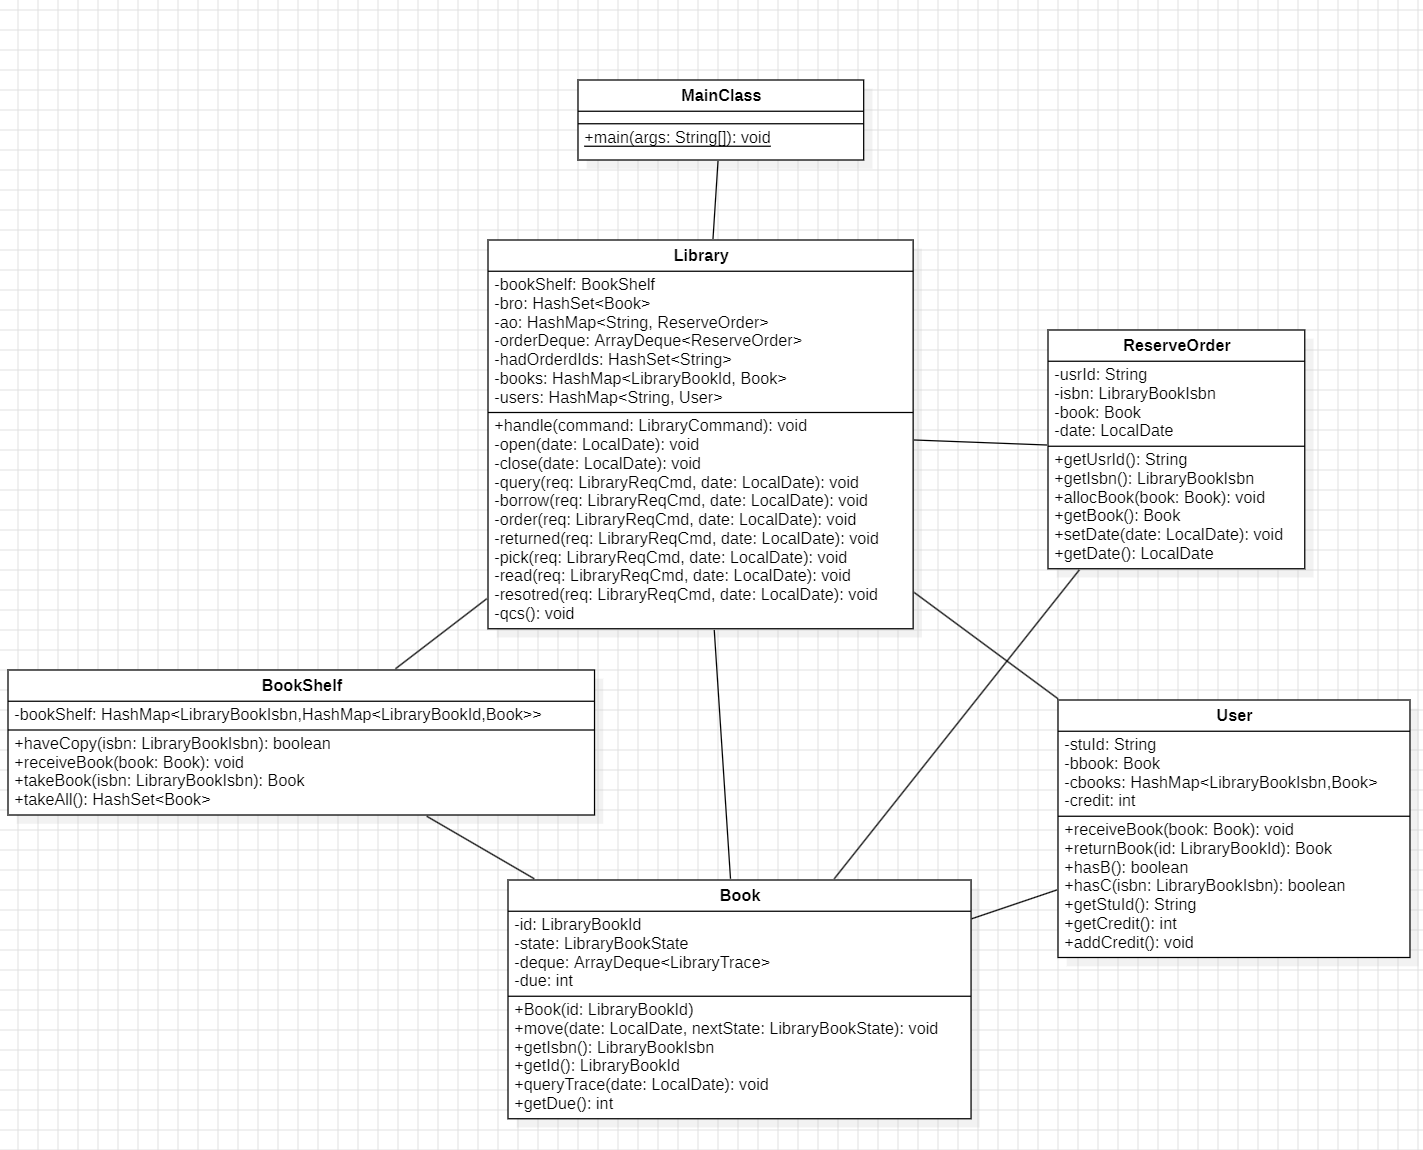 MainClass
+main(args: String[]): void
Library
-bookShelf: BookShelf
-bro: HashSet<Book>
-ao: HashMap<String, ReserveOrder>
-orderDeque: ArrayDeque<ReserveOrder>
-hadOrderdIds: HashSet<String>
-books: HashMap<LibraryBookId, Book>
-users: HashMap<String, User>
+handle(command: LibraryCommand): void
-open(date: LocalDate): void
-close(date: LocalDate): void
-query(req: LibraryReqCmd, date: LocalDate): void
-borrow(req: LibraryReqCmd, date: LocalDate): void
-order(req: LibraryReqCmd, date: LocalDate): void
-returned(req: LibraryReqCmd, date: LocalDate): void
-pick(req: LibraryReqCmd, date: LocalDate): void
-read(req: LibraryReqCmd, date: LocalDate): void
-resotred(req: LibraryReqCmd, date: LocalDate): void
-qcs(): void
ReserveOrder
-usrId: String
-isbn: LibraryBookIsbn
-book: Book
-date: LocalDate
+getUsrId(): String
+getIsbn(): LibraryBookIsbn
+allocBook(book: Book): void
+getBook(): Book
+setDate(date: LocalDate): void
+getDate(): LocalDate
BookShelf
-bookShelf: HashMap<LibraryBookIsbn,HashMap<LibraryBookId,Book>>
+haveCopy(isbn: LibraryBookIsbn): boolean
+receiveBook(book: Book): void
+takeBook(isbn: LibraryBookIsbn): Book
+takeAll(): HashSet<Book>
User
-stuId: String
-bbook: Book
-cbooks: HashMap<LibraryBookIsbn,Book>
-credit: int
+receiveBook(book: Book): void
+returnBook(id: LibraryBookId): Book
+hasB(): boolean
+hasC(isbn: LibraryBookIsbn): boolean
+getStuId(): String
+getCredit(): int
+addCredit(): void
Book
-id: LibraryBookId
-state: LibraryBookState
-deque: ArrayDeque<LibraryTrace>
-due: int
+Book(id: LibraryBookId)
+move(date: LocalDate, nextState: LibraryBookState): void
+getIsbn(): LibraryBookIsbn
+getId(): LibraryBookId
+queryTrace(date: LocalDate): void
+getDue(): int